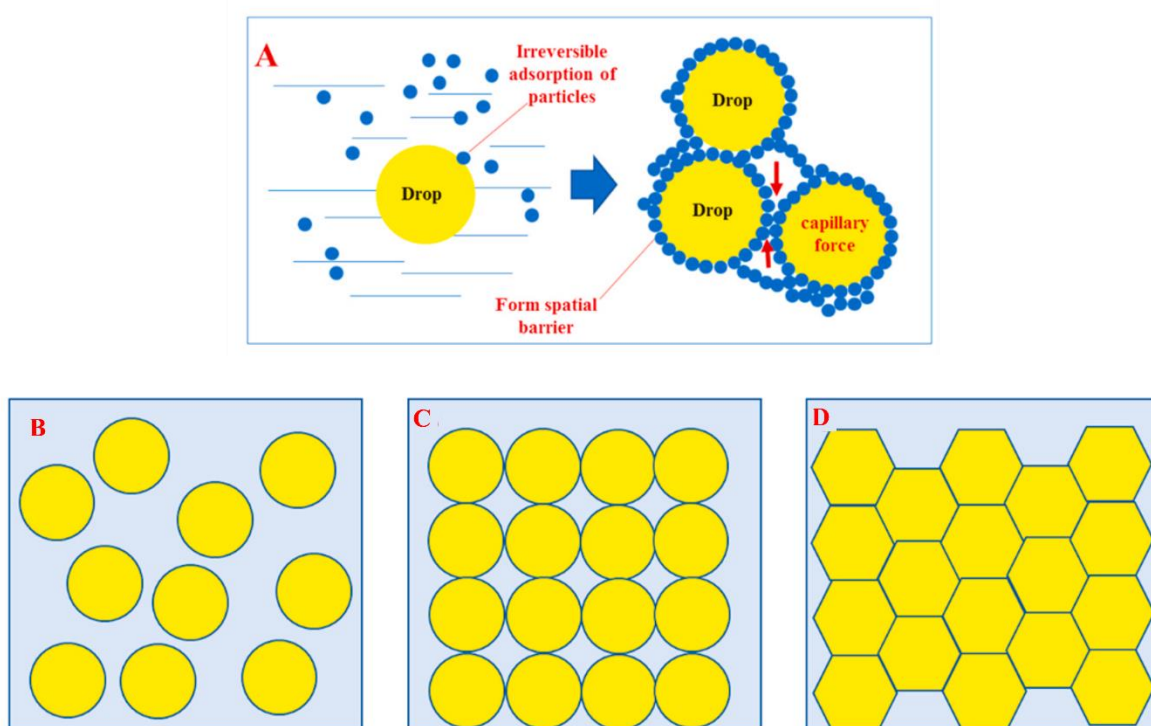 A
Irreversible
adsorption of
particles
Drop
Drop
Drop
capillary
force
Form spatial
barrier
B
C
D